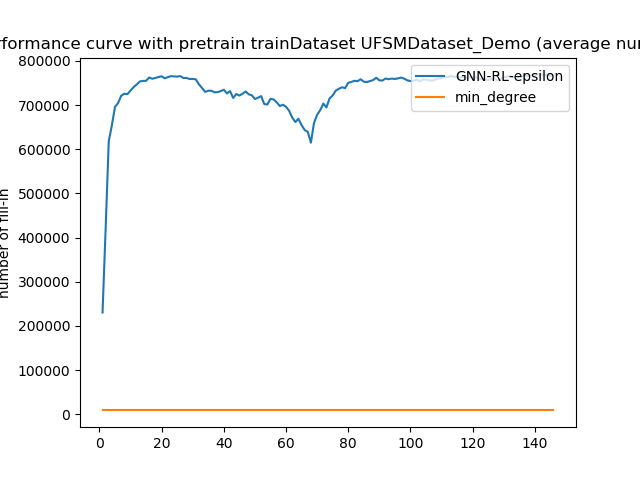 rformance curve with pretrain trainDataset UFSMDataset_Demo (average num
GNN-RL-epsilon
min_degree
number of fill-in
800000
700000
600000
500000
400000
300000
200000
100000
0
0 20 40 60 80 100 120 140